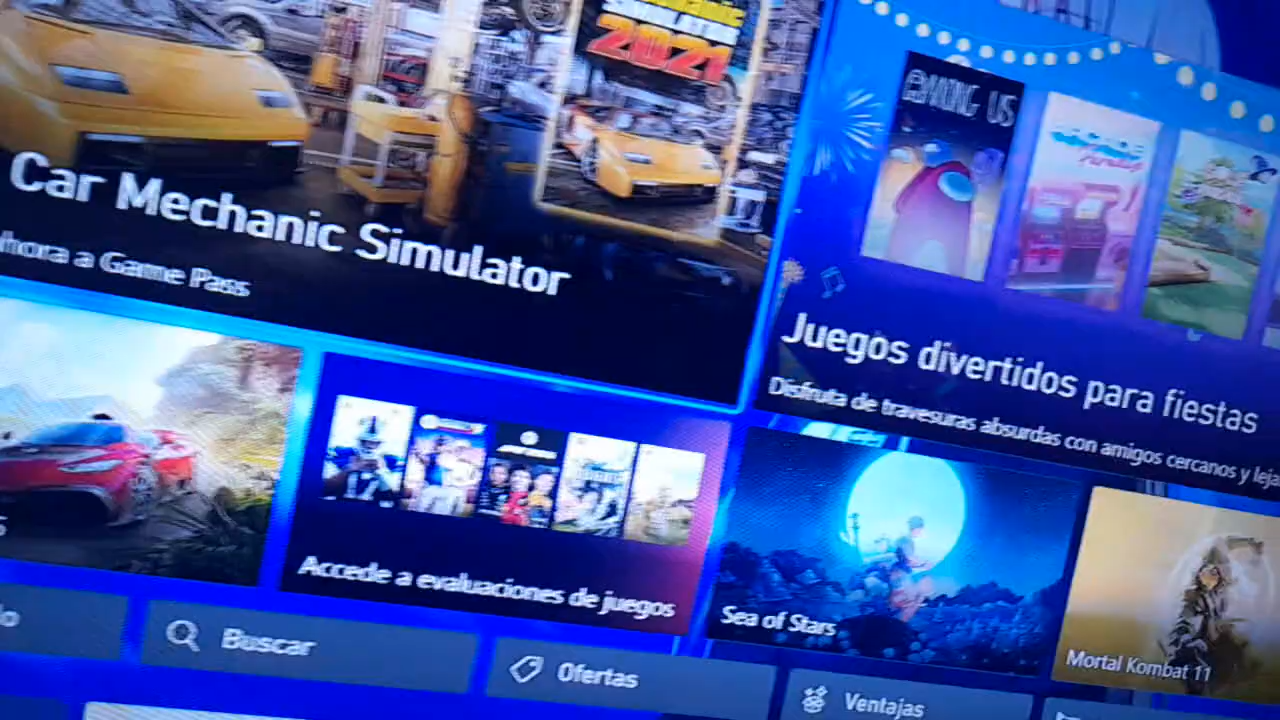 2021
AMONG US
Car Mechanic Simulator
hora a Game Pass
Juegos divertidos para fiestas
Disfruta de travesuras absurdas con amigos cercanos y leja
Accede a evaluaciones de juegos
Sea of Stars
Mortal Kombat 11
Buscar
Ofertas
Ventajas